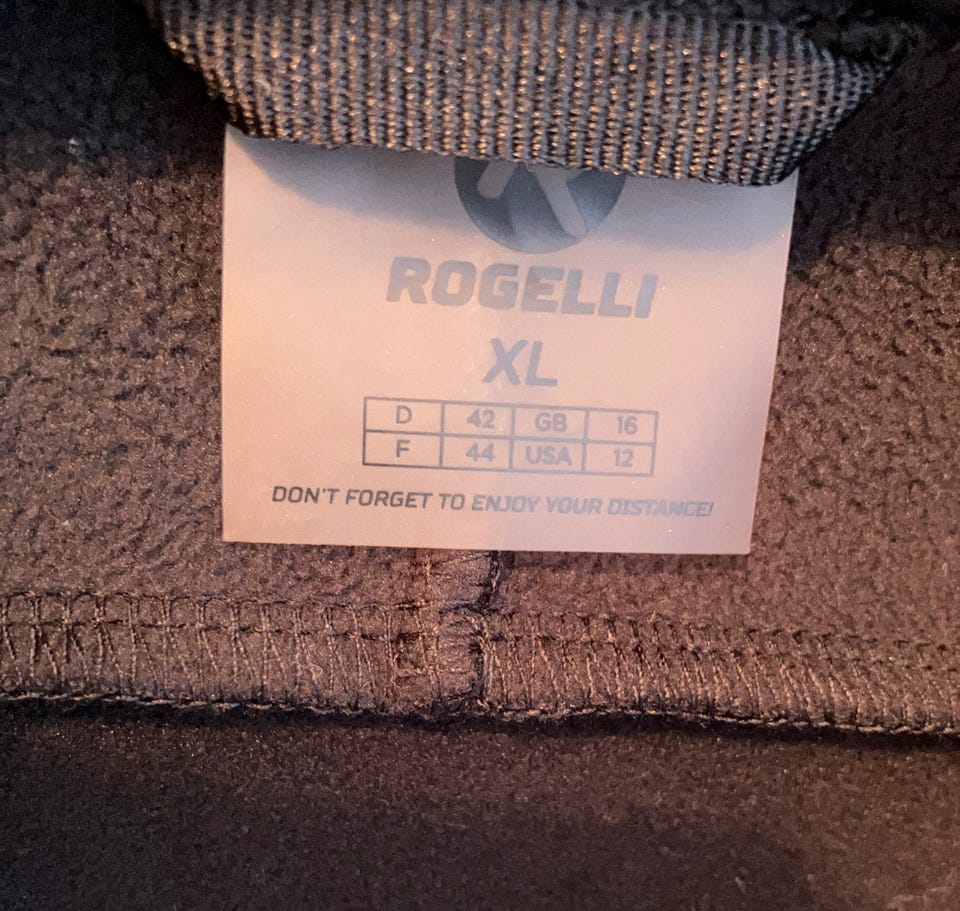 ROGELLI
XL
D 42 GB 16
F 44 USA 12
DON'T FORGET TO ENJOY YOUR DISTANCE!